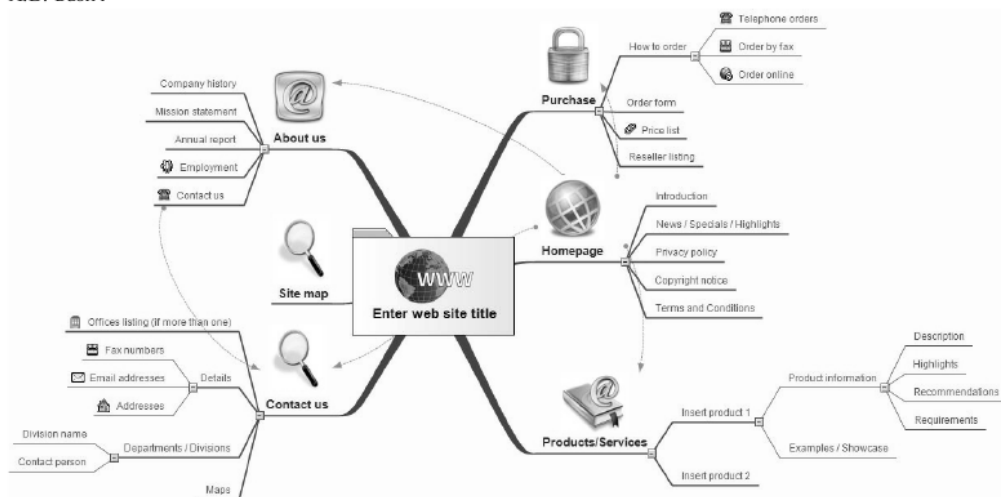 Telephone orders
How to order
Order by fax
Order online
Purchase
Order form
Price list
Reseller listing
Company history
Mission statement
Annual report
About us
Employment
Contact us
Introduction
News / Specials / Highlights
Homepage
Privacy policy
Copyright notice
Terms and Conditions
Site map
www
Enter web site title
Offices listing (if more than one)
Fax numbers
Email addresses
Details
Addresses
Contact us
Division name
Departments / Divisions
Contact person
Maps
Products/Services
Insert product 1
Product information
Description
Highlights
Recommendations
Requirements
Examples / Showcase
Insert product 2